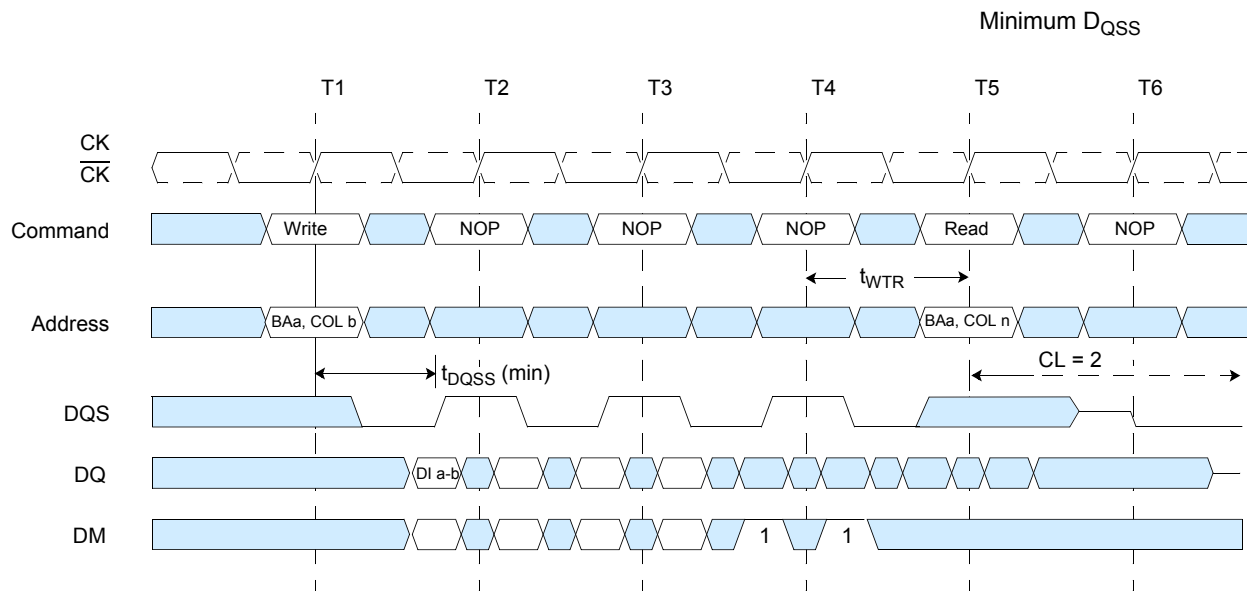 Minimum DQSS
T1 T2 T3 T4 T5 T6
CK
CK
Command Write NOP NOP NOP Read NOP
tWTR
Address BAa, COL b BAa, COL n
tDQSS (min) CL = 2
DQS
DQ DI a-b
DM 1 1